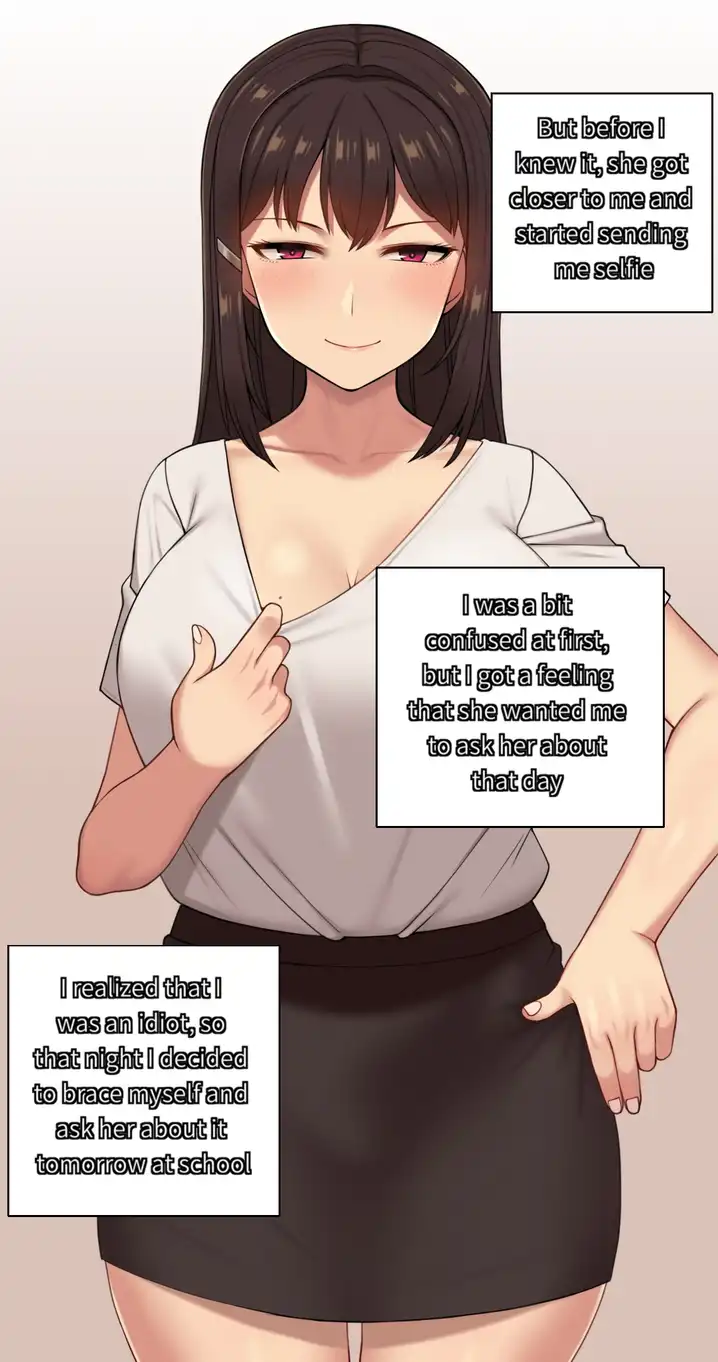 But before I
knew it, she got
closer to me and
started sending
me selfie
I was a bit
confused at first,
but I got a feeling
that she wanted me
to ask her about
that day
I realized that I
was an idiot, so
that night I decided
to brace myself and
ask her about it
tomorrow at school